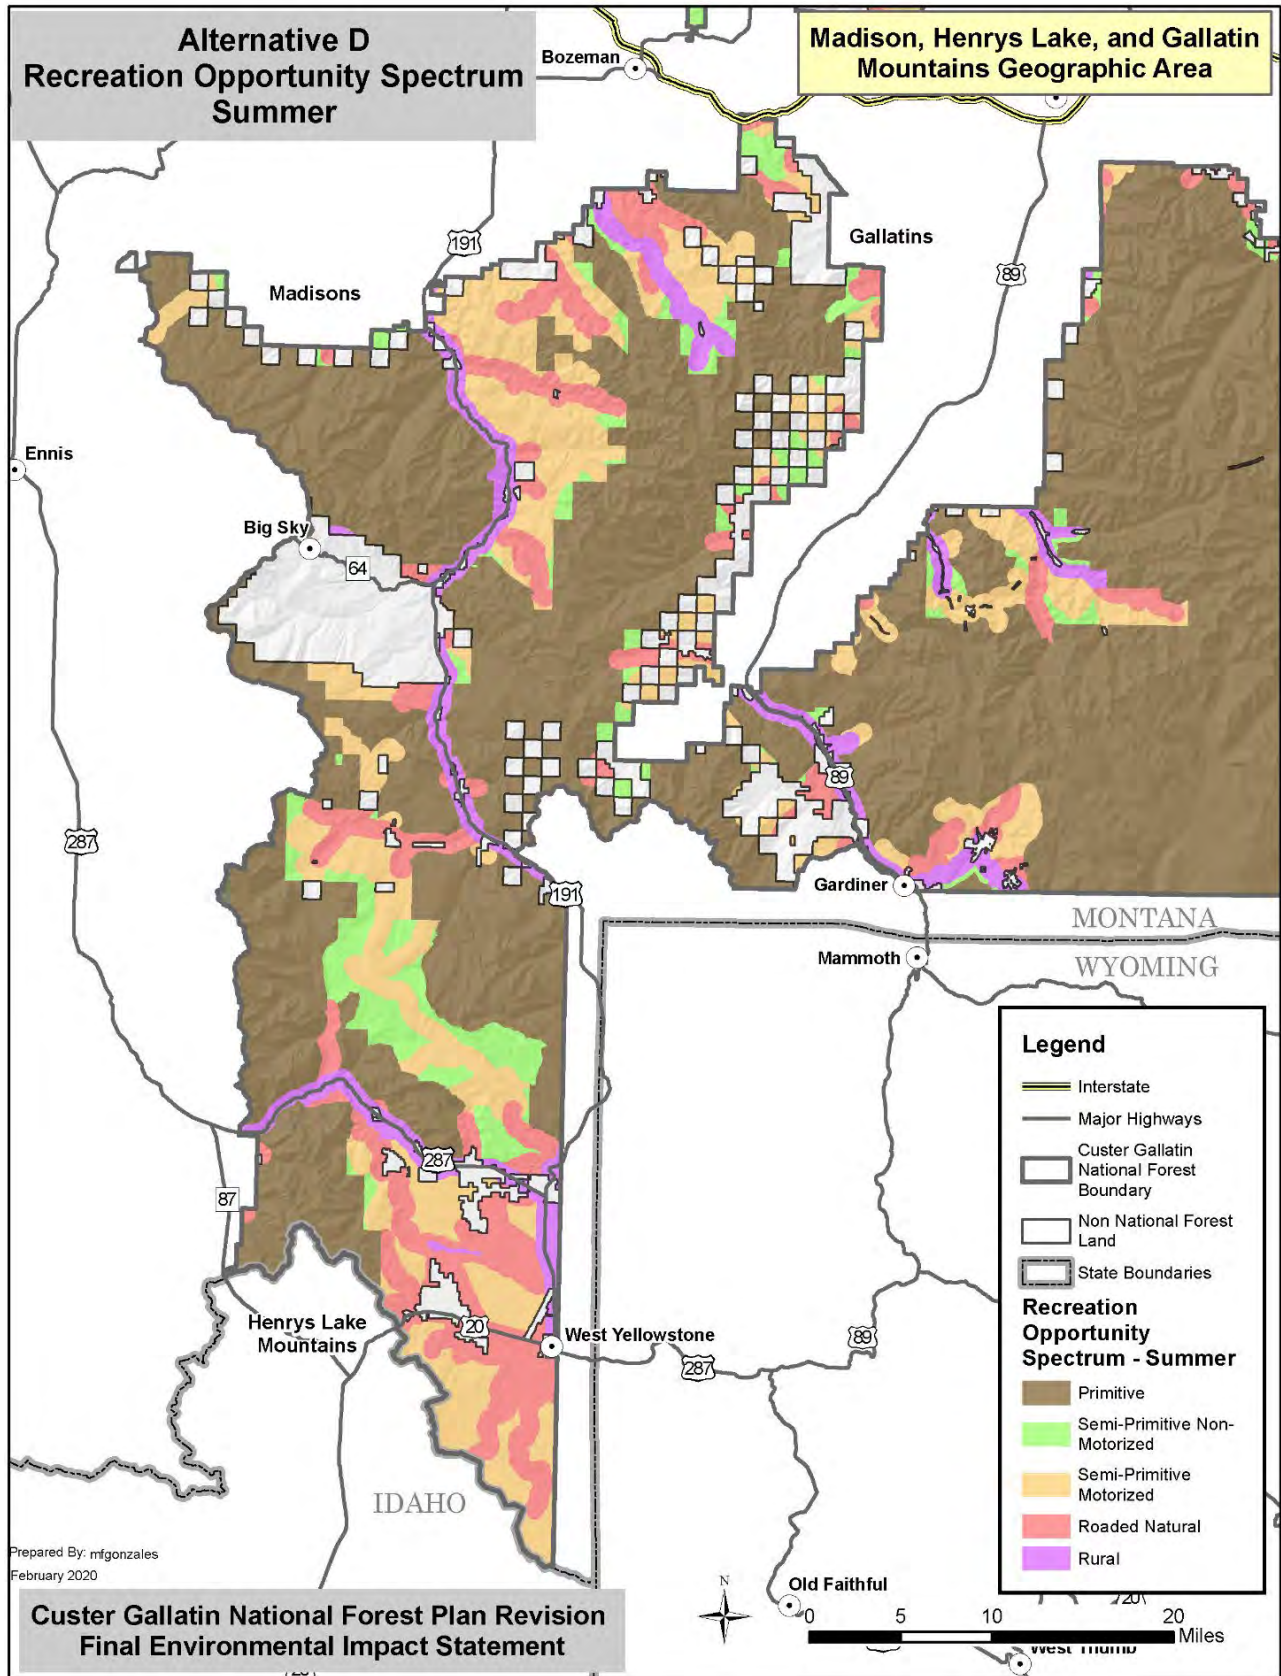 Alternative D
Recreation Opportunity Spectrum
Summer
Madison, Henrys Lake, and Gallatin
Mountains Geographic Area
Bozeman
191
Gallatins
89
Madisons
Ennis
Big Sky
64
89
287
Gardiner
191
MONTANA
Mammoth
WYOMING
287
87
Henrys Lake
Mountains
20
West Yellowstone
287
89
IDAHO
Old Faithful
West Thumb
20
Legend
Interstate
Major Highways
Custer Gallatin
National Forest
Boundary
Non National Forest
Land
State Boundaries
Recreation
Opportunity
Spectrum - Summer
Primitive
Semi-Primitive Non-
Motorized
Semi-Primitive
Motorized
Roaded Natural
Rural
N
0 5 10 20
Miles
Prepared By: mfgonzales
February 2020
Custer Gallatin National Forest Plan Revision
Final Environmental Impact Statement